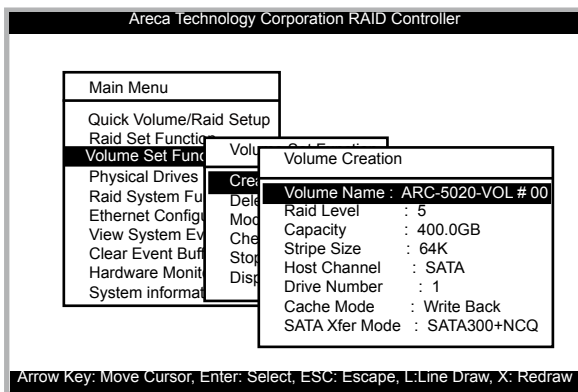 Areca Technology Corporation RAID Controller
Main Menu
Quick Volume/Raid Setup
Raid Set Function
Volume Set Func
Physical Drives
Raid System Fu
Ethernet Configu
View System Ev
Clear Event Buff
Hardware Monit
System informat
Volu
Crea
Dele
Mod
Che
Stop
Disp
Volume Creation
Volume Name : ARC-5020-VOL # 00
Raid Level : 5
Capacity : 400.0GB
Stripe Size : 64K
Host Channel : SATA
Drive Number : 1
Cache Mode : Write Back
SATA Xfer Mode : SATA300+NCQ
Arrow Key: Move Cursor, Enter: Select, ESC: Escape, L:Line Draw, X: Redraw